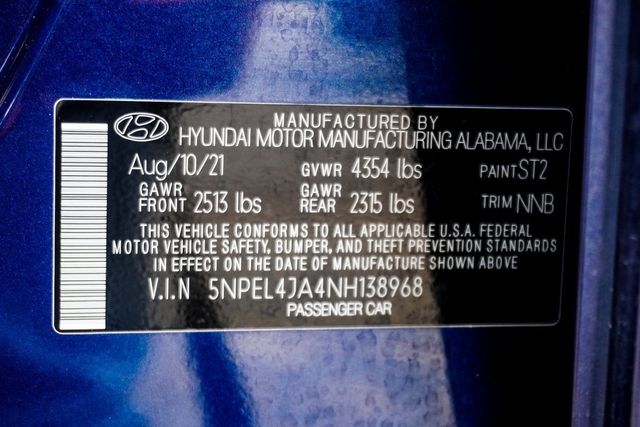 MANUFACTURED BY
HYUNDAI MOTOR MANUFACTURING ALABAMA, LLC
Aug/10/21 GVWR 4354 lbs PAINT ST2
GAWR FRONT 2513 lbs GAWR REAR 2315 lbs TRIM NNB
THIS VEHICLE CONFORMS TO ALL APPLICABLE U.S.A. FEDERAL
MOTOR VEHICLE SAFETY, BUMPER, AND THEFT PREVENTION STANDARDS
IN EFFECT ON THE DATE OF MANUFACTURE SHOWN ABOVE
V.I.N 5NPEL4JA4NH138968
PASSENGER CAR